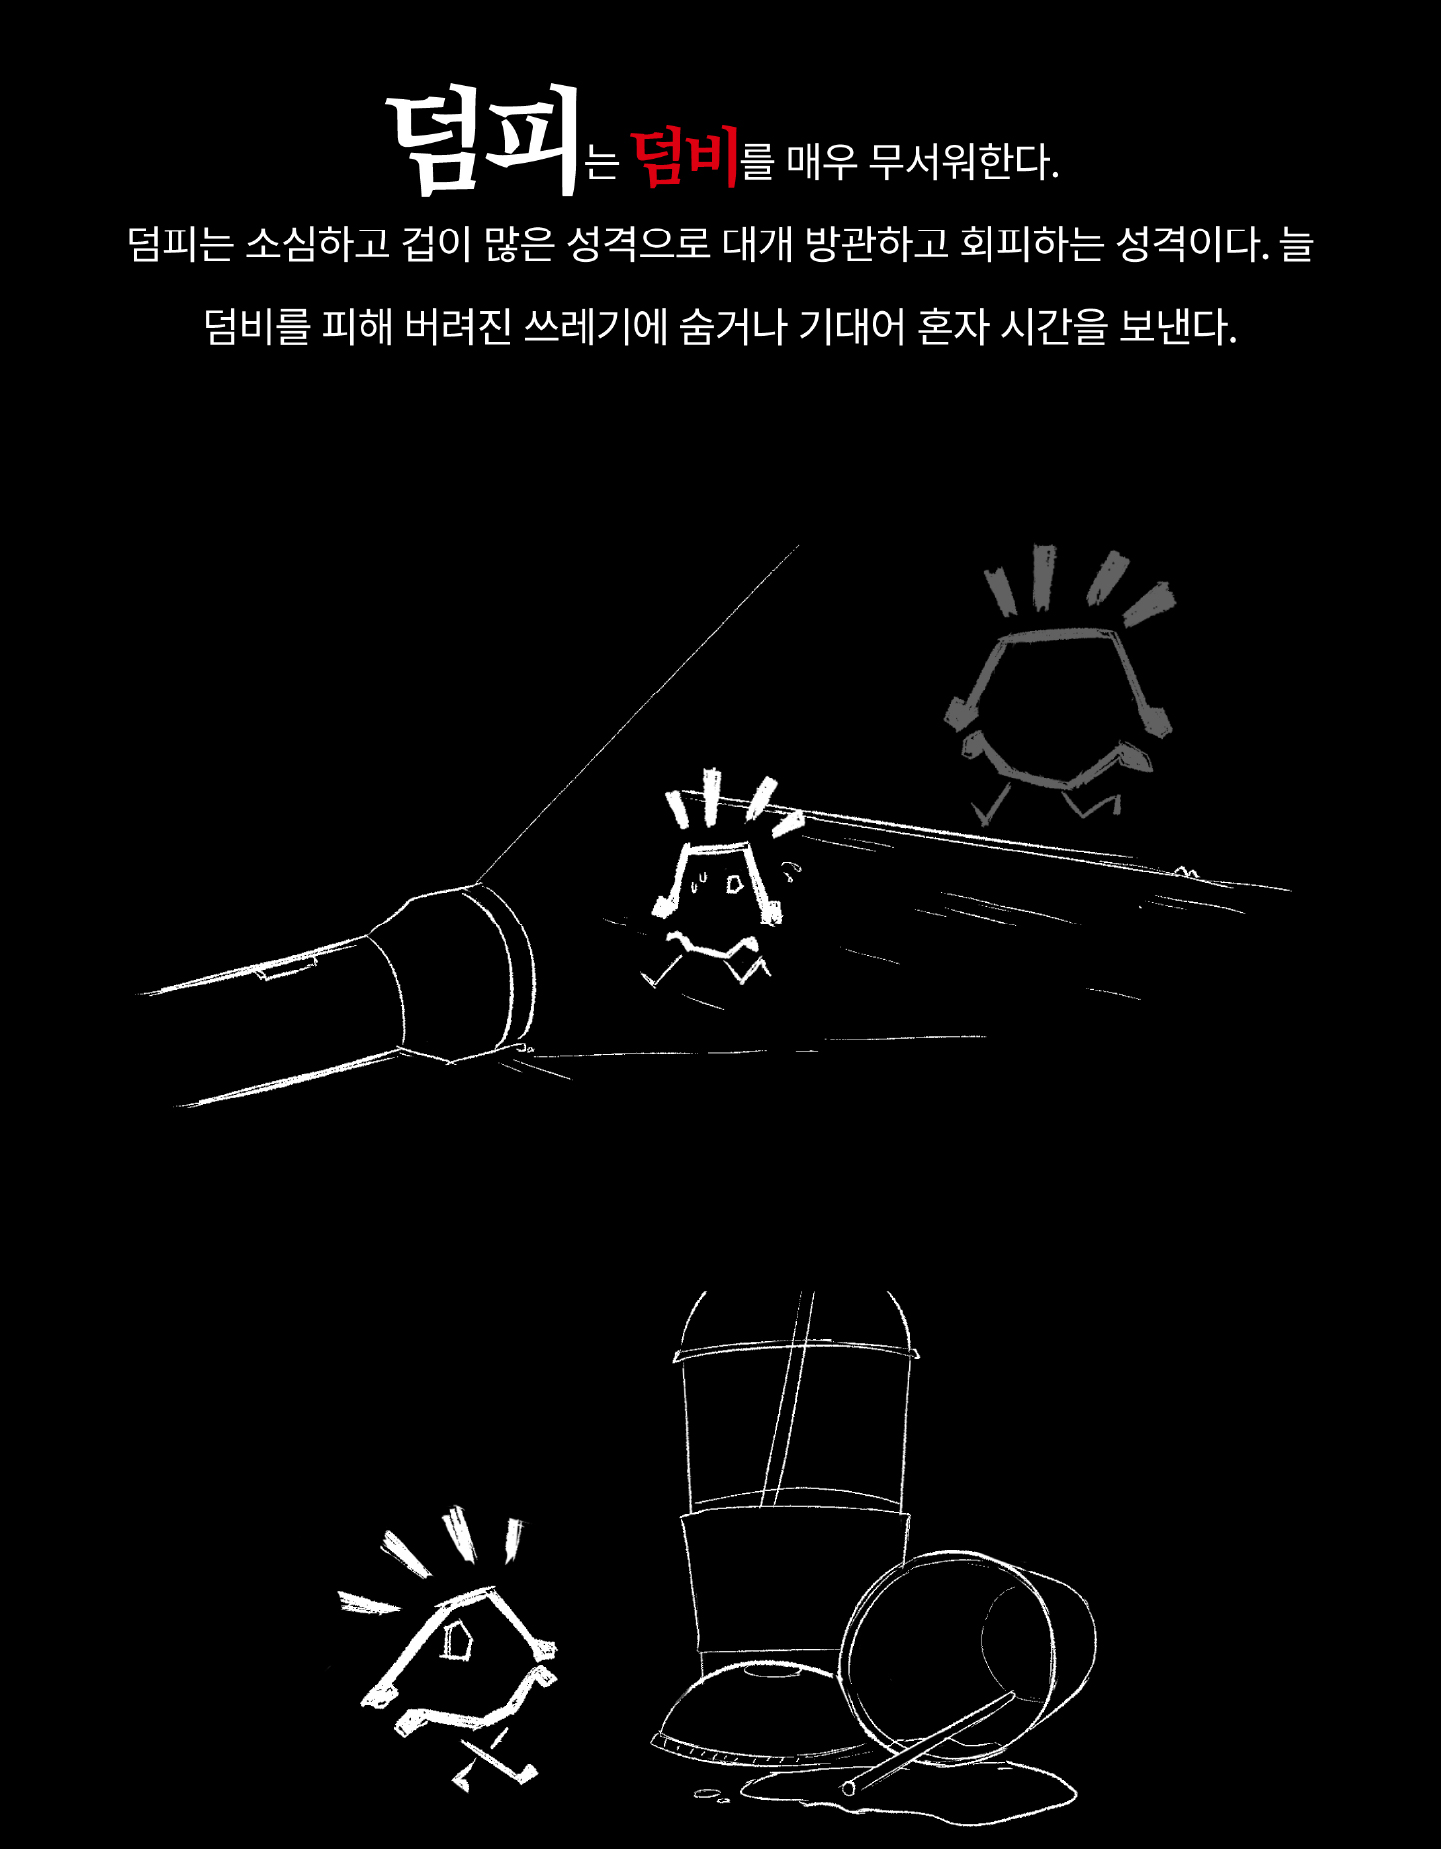 덤피는 덤비를 매우 무서워한다.
덤피는 소심하고 겁이 많은 성격으로 대개 방관하고 회피하는 성격이다. 늘
덤비를 피해 버려진 쓰레기에 숨거나 기대어 혼자 시간을 보낸다.